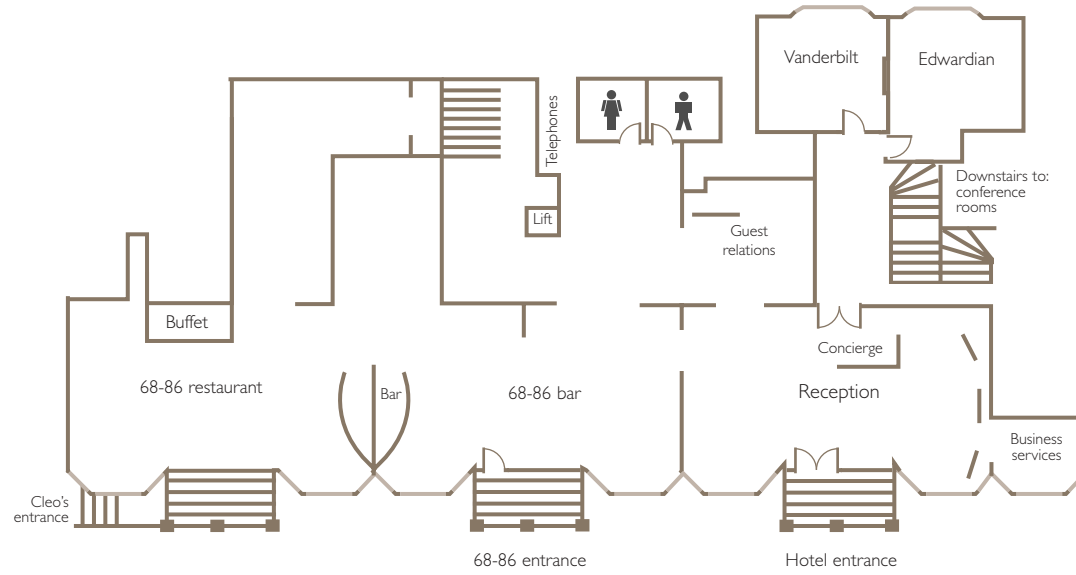 Vanderbilt
Edwardian
Telephones
Downstairs to:
conference
rooms
Lift
Guest
relations
Buffet
Concierge
68-86 restaurant
Bar
68-86 bar
Reception
Business
services
Cleo's
entrance
68-86 entrance
Hotel entrance